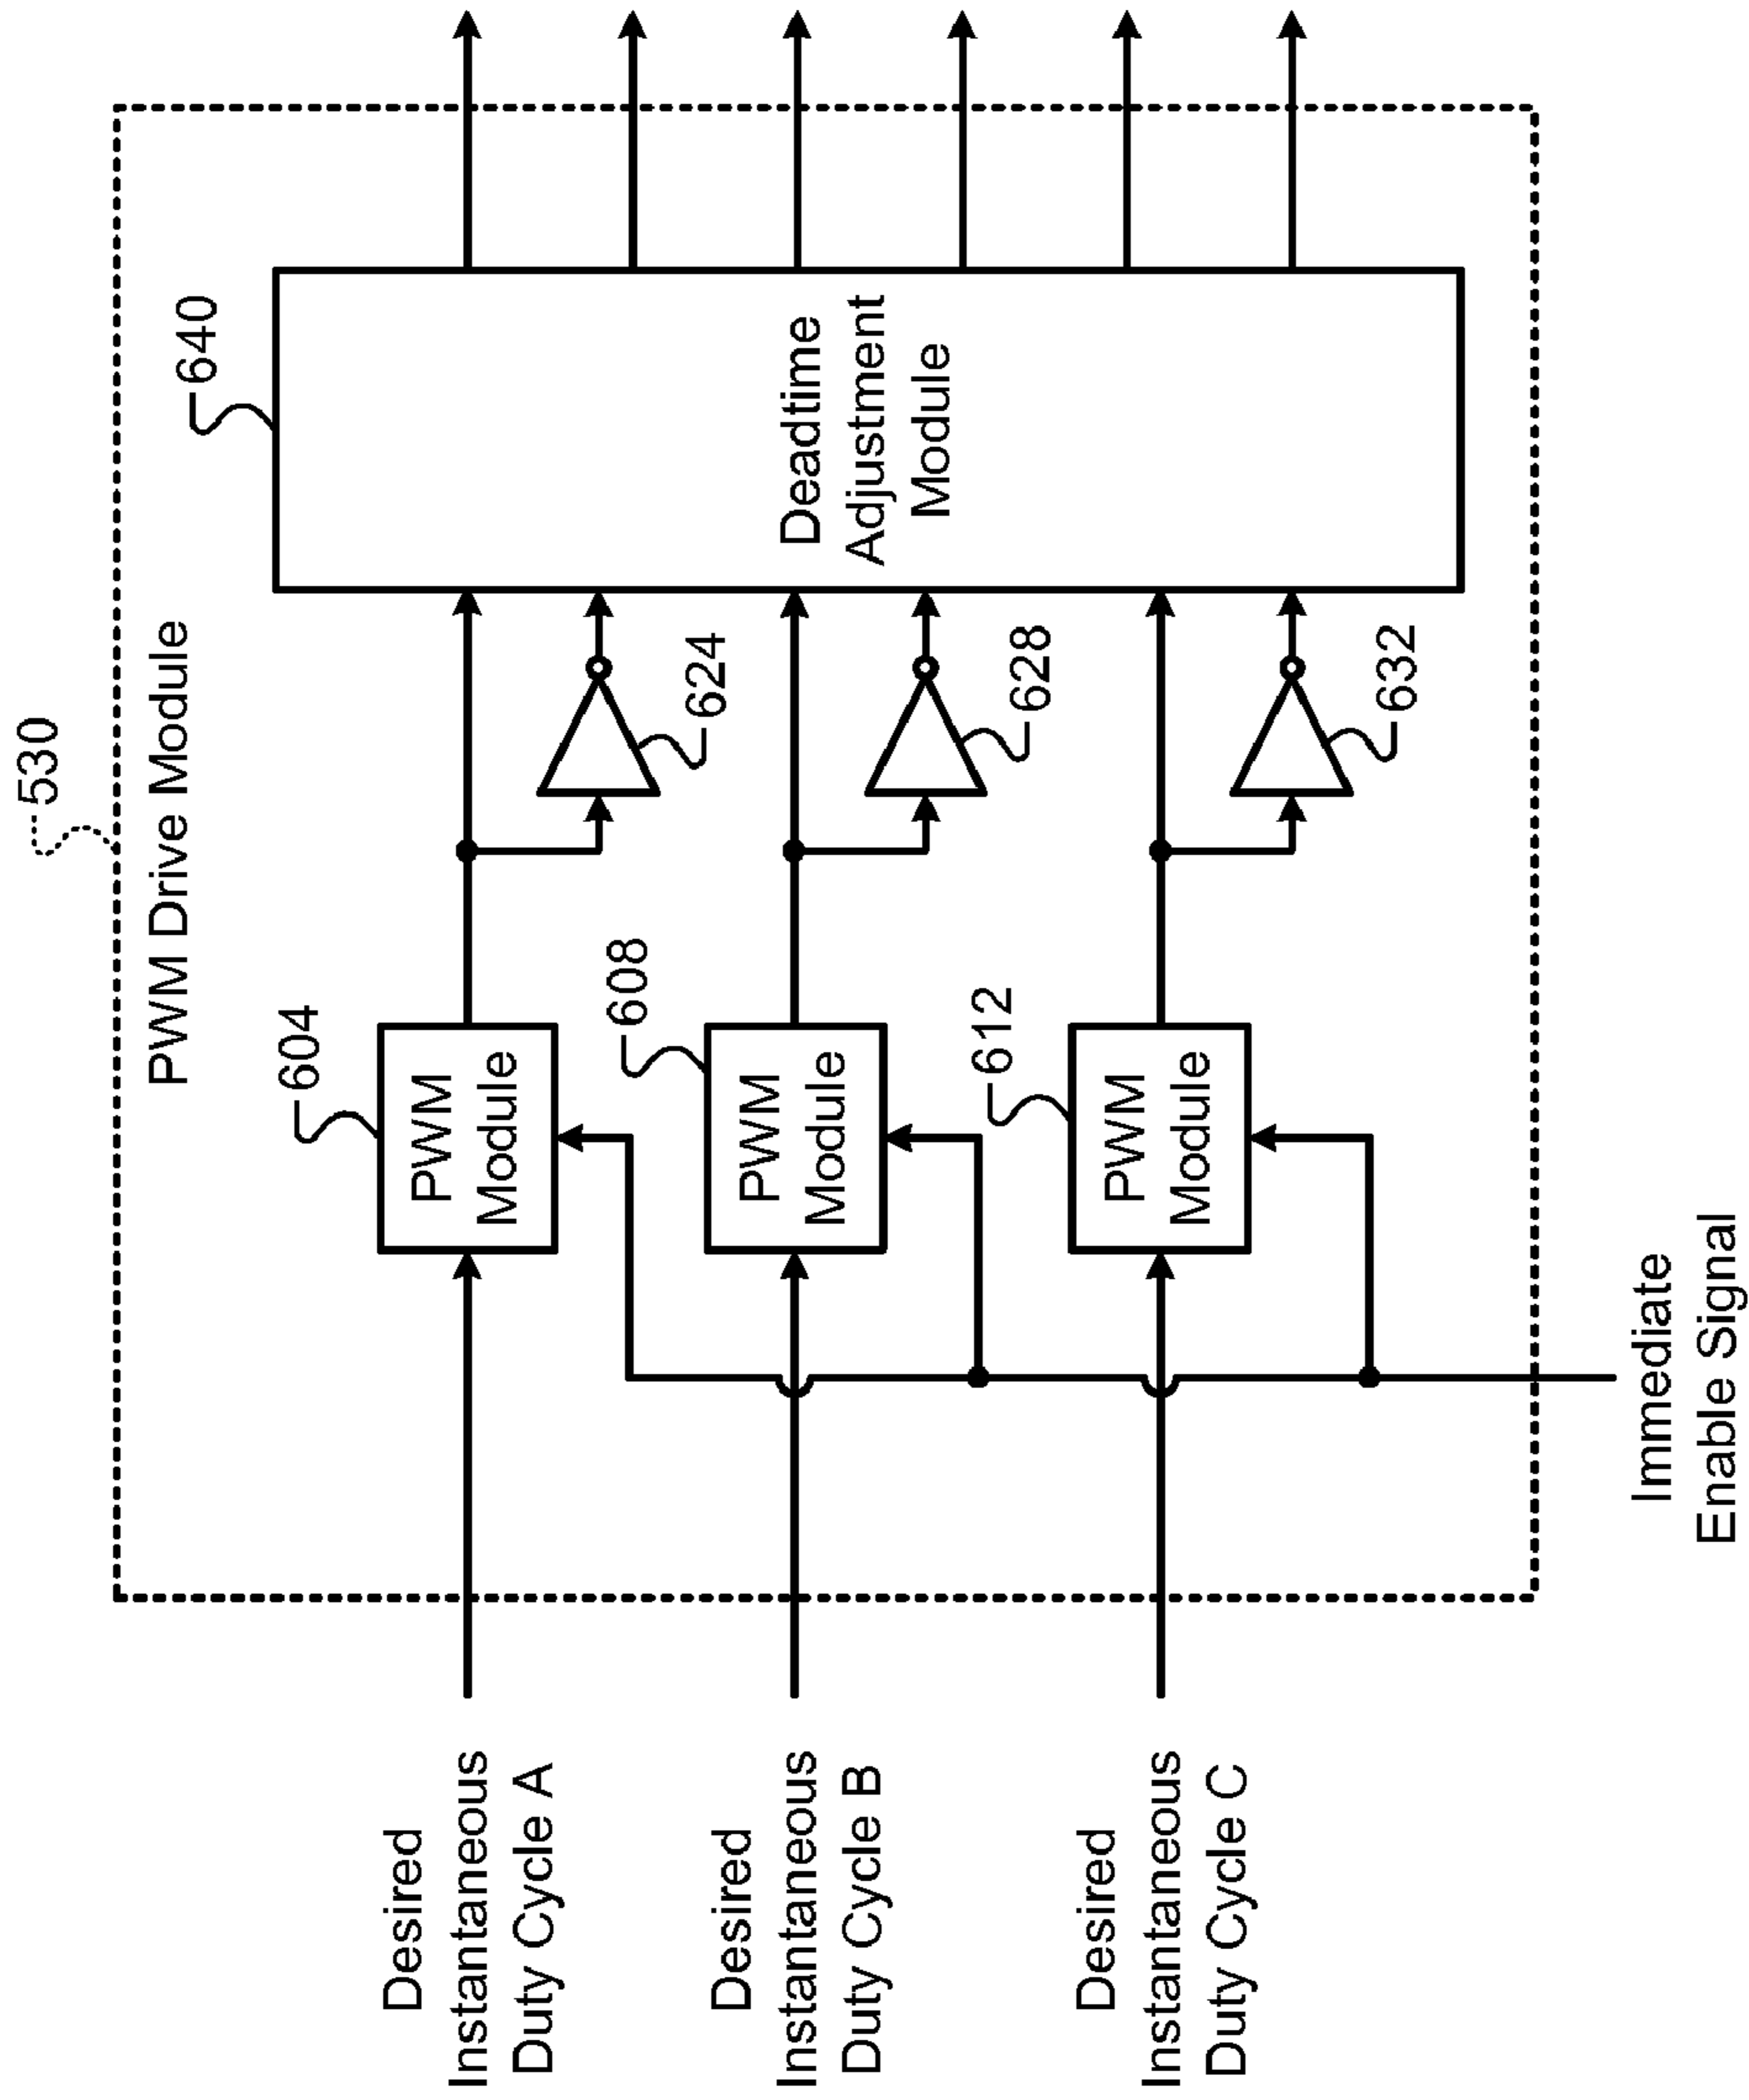 530
PWM Drive Module
Desired
Instantaneous
Duty Cycle A
604
PWM
Module
624
640
Deadtime
Adjustment
Module
Desired
Instantaneous
Duty Cycle B
608
PWM
Module
628
Desired
Instantaneous
Duty Cycle C
612
PWM
Module
632
Immediate
Enable Signal